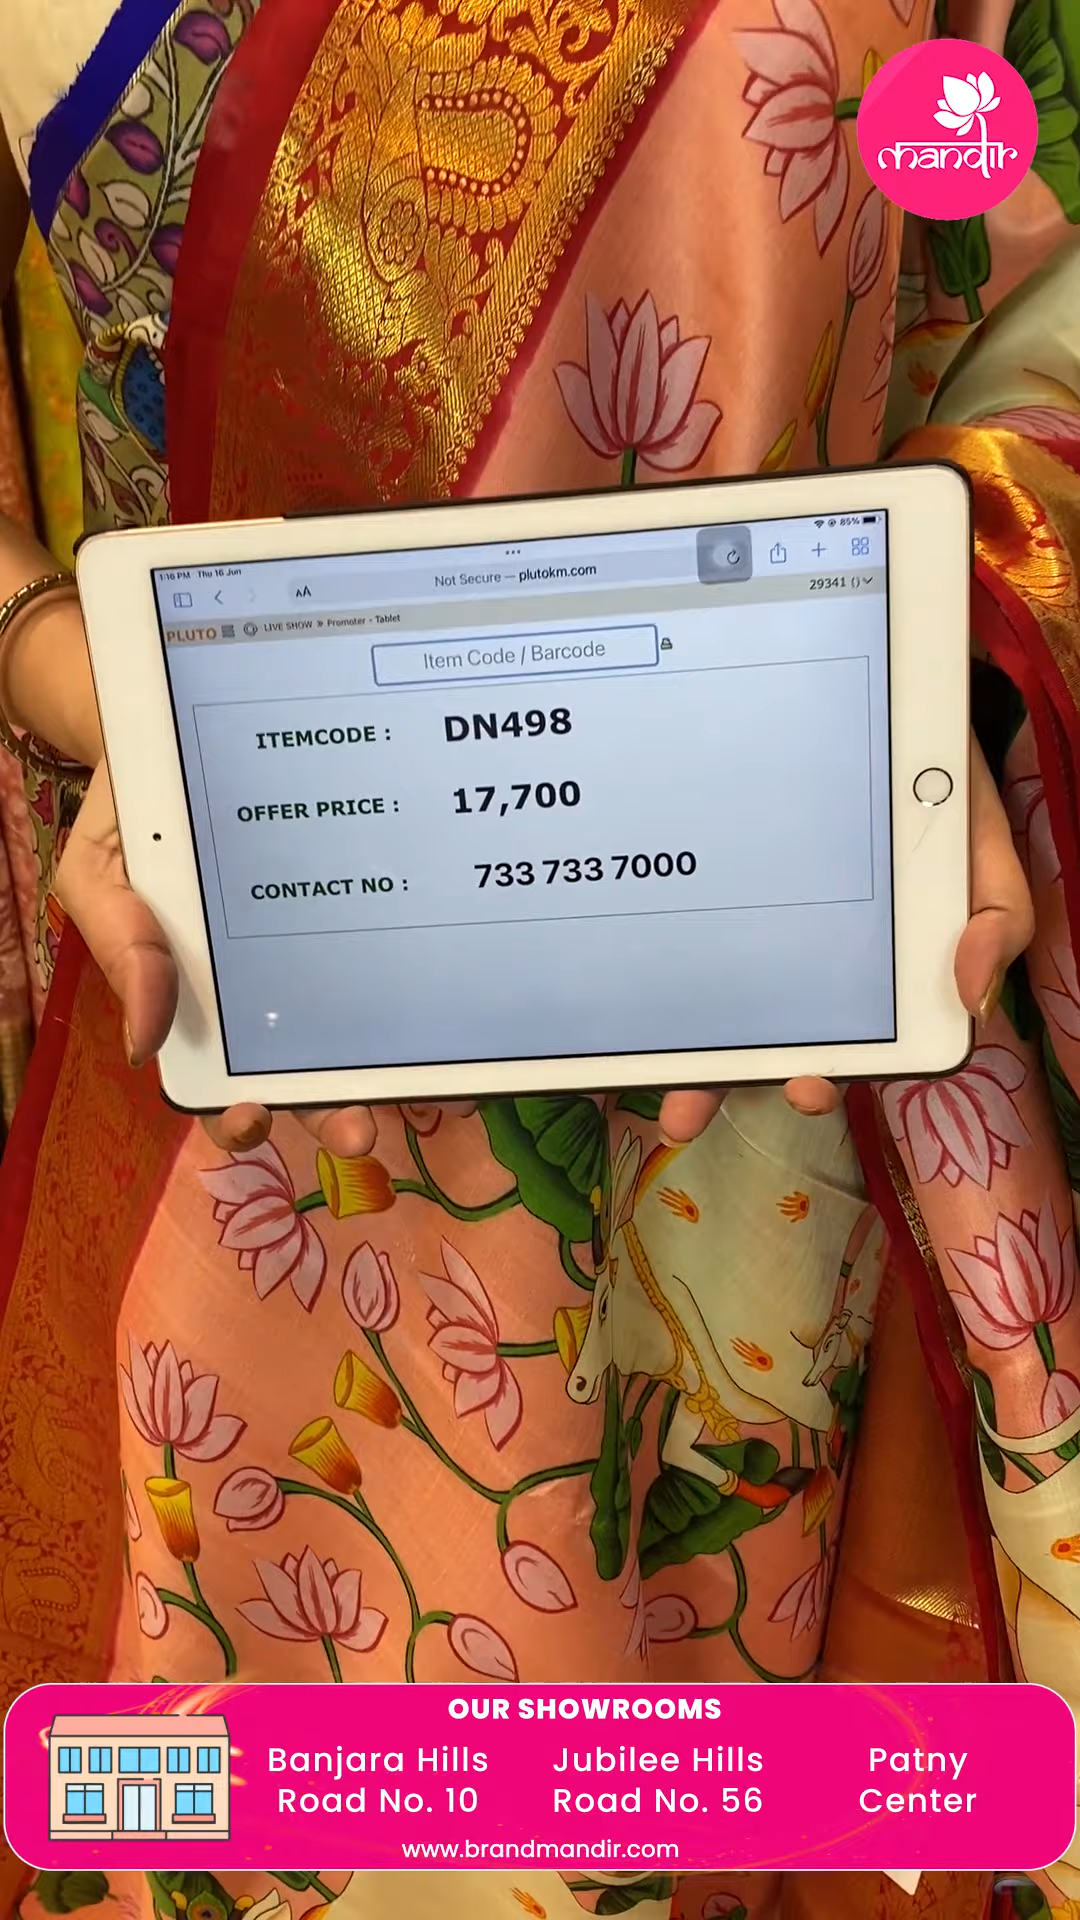 mandir
1:16 PM Thu 16 Jun
85%
AA
Not Secure — plutokm.com
29341 ()
PLUTO
LIVE SHOW » Promoter - Tablet
Item Code / Barcode
ITEMCODE : DN498
OFFER PRICE : 17,700
CONTACT NO : 733 733 7000
OUR SHOWROOMS
Banjara Hills Jubilee Hills Patny
Road No. 10 Road No. 56 Center
www.brandmandir.com